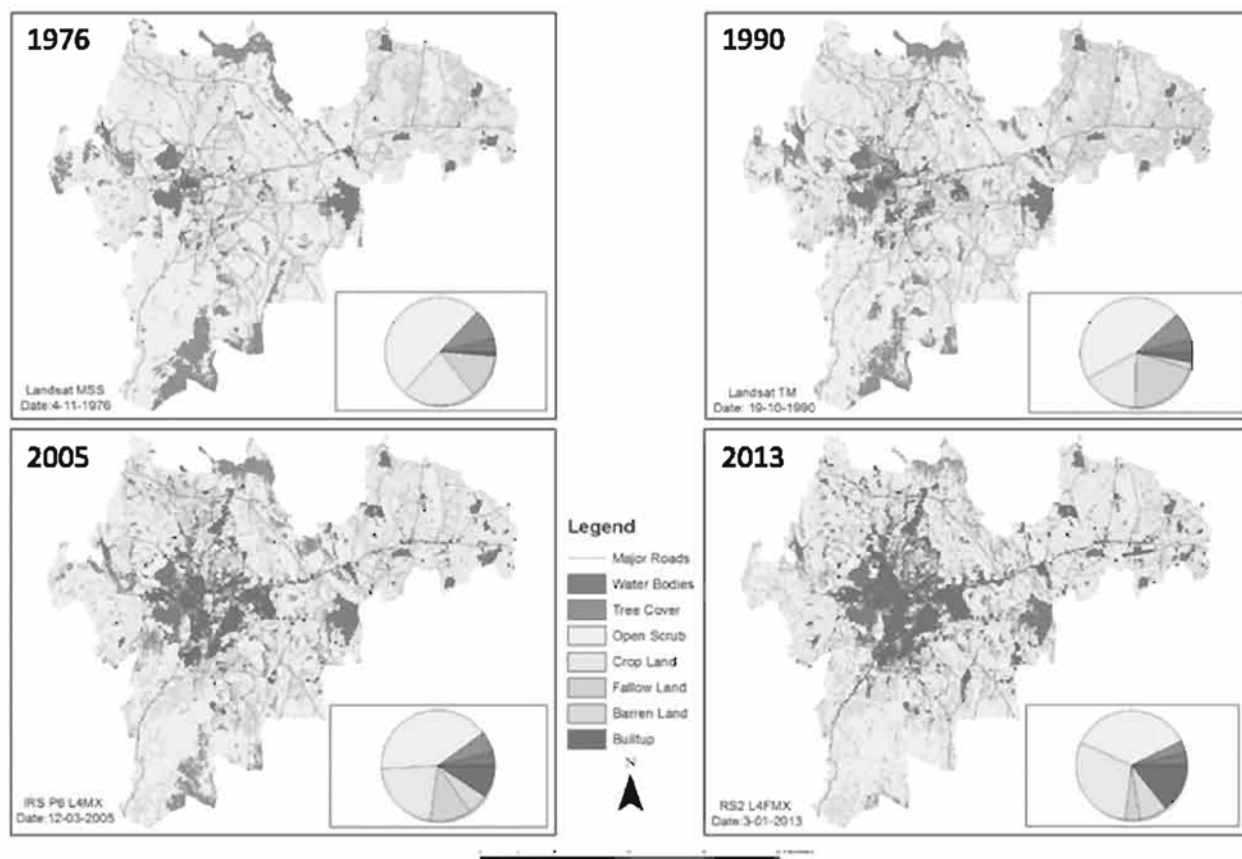 1976
Landsat MSS
Date:4-11-1976
1990
Landsat TM
Date: 19-10-1990
2005
IRS P6 L4MX
Date:12-03-2005
Legend
Major Roads
Water Bodies
Tree Cover
Open Scrub
Crop Land
Fallow Land
Barren Land
Builtup
N
2013
RS2 L4FMX
Date:3-01-2013